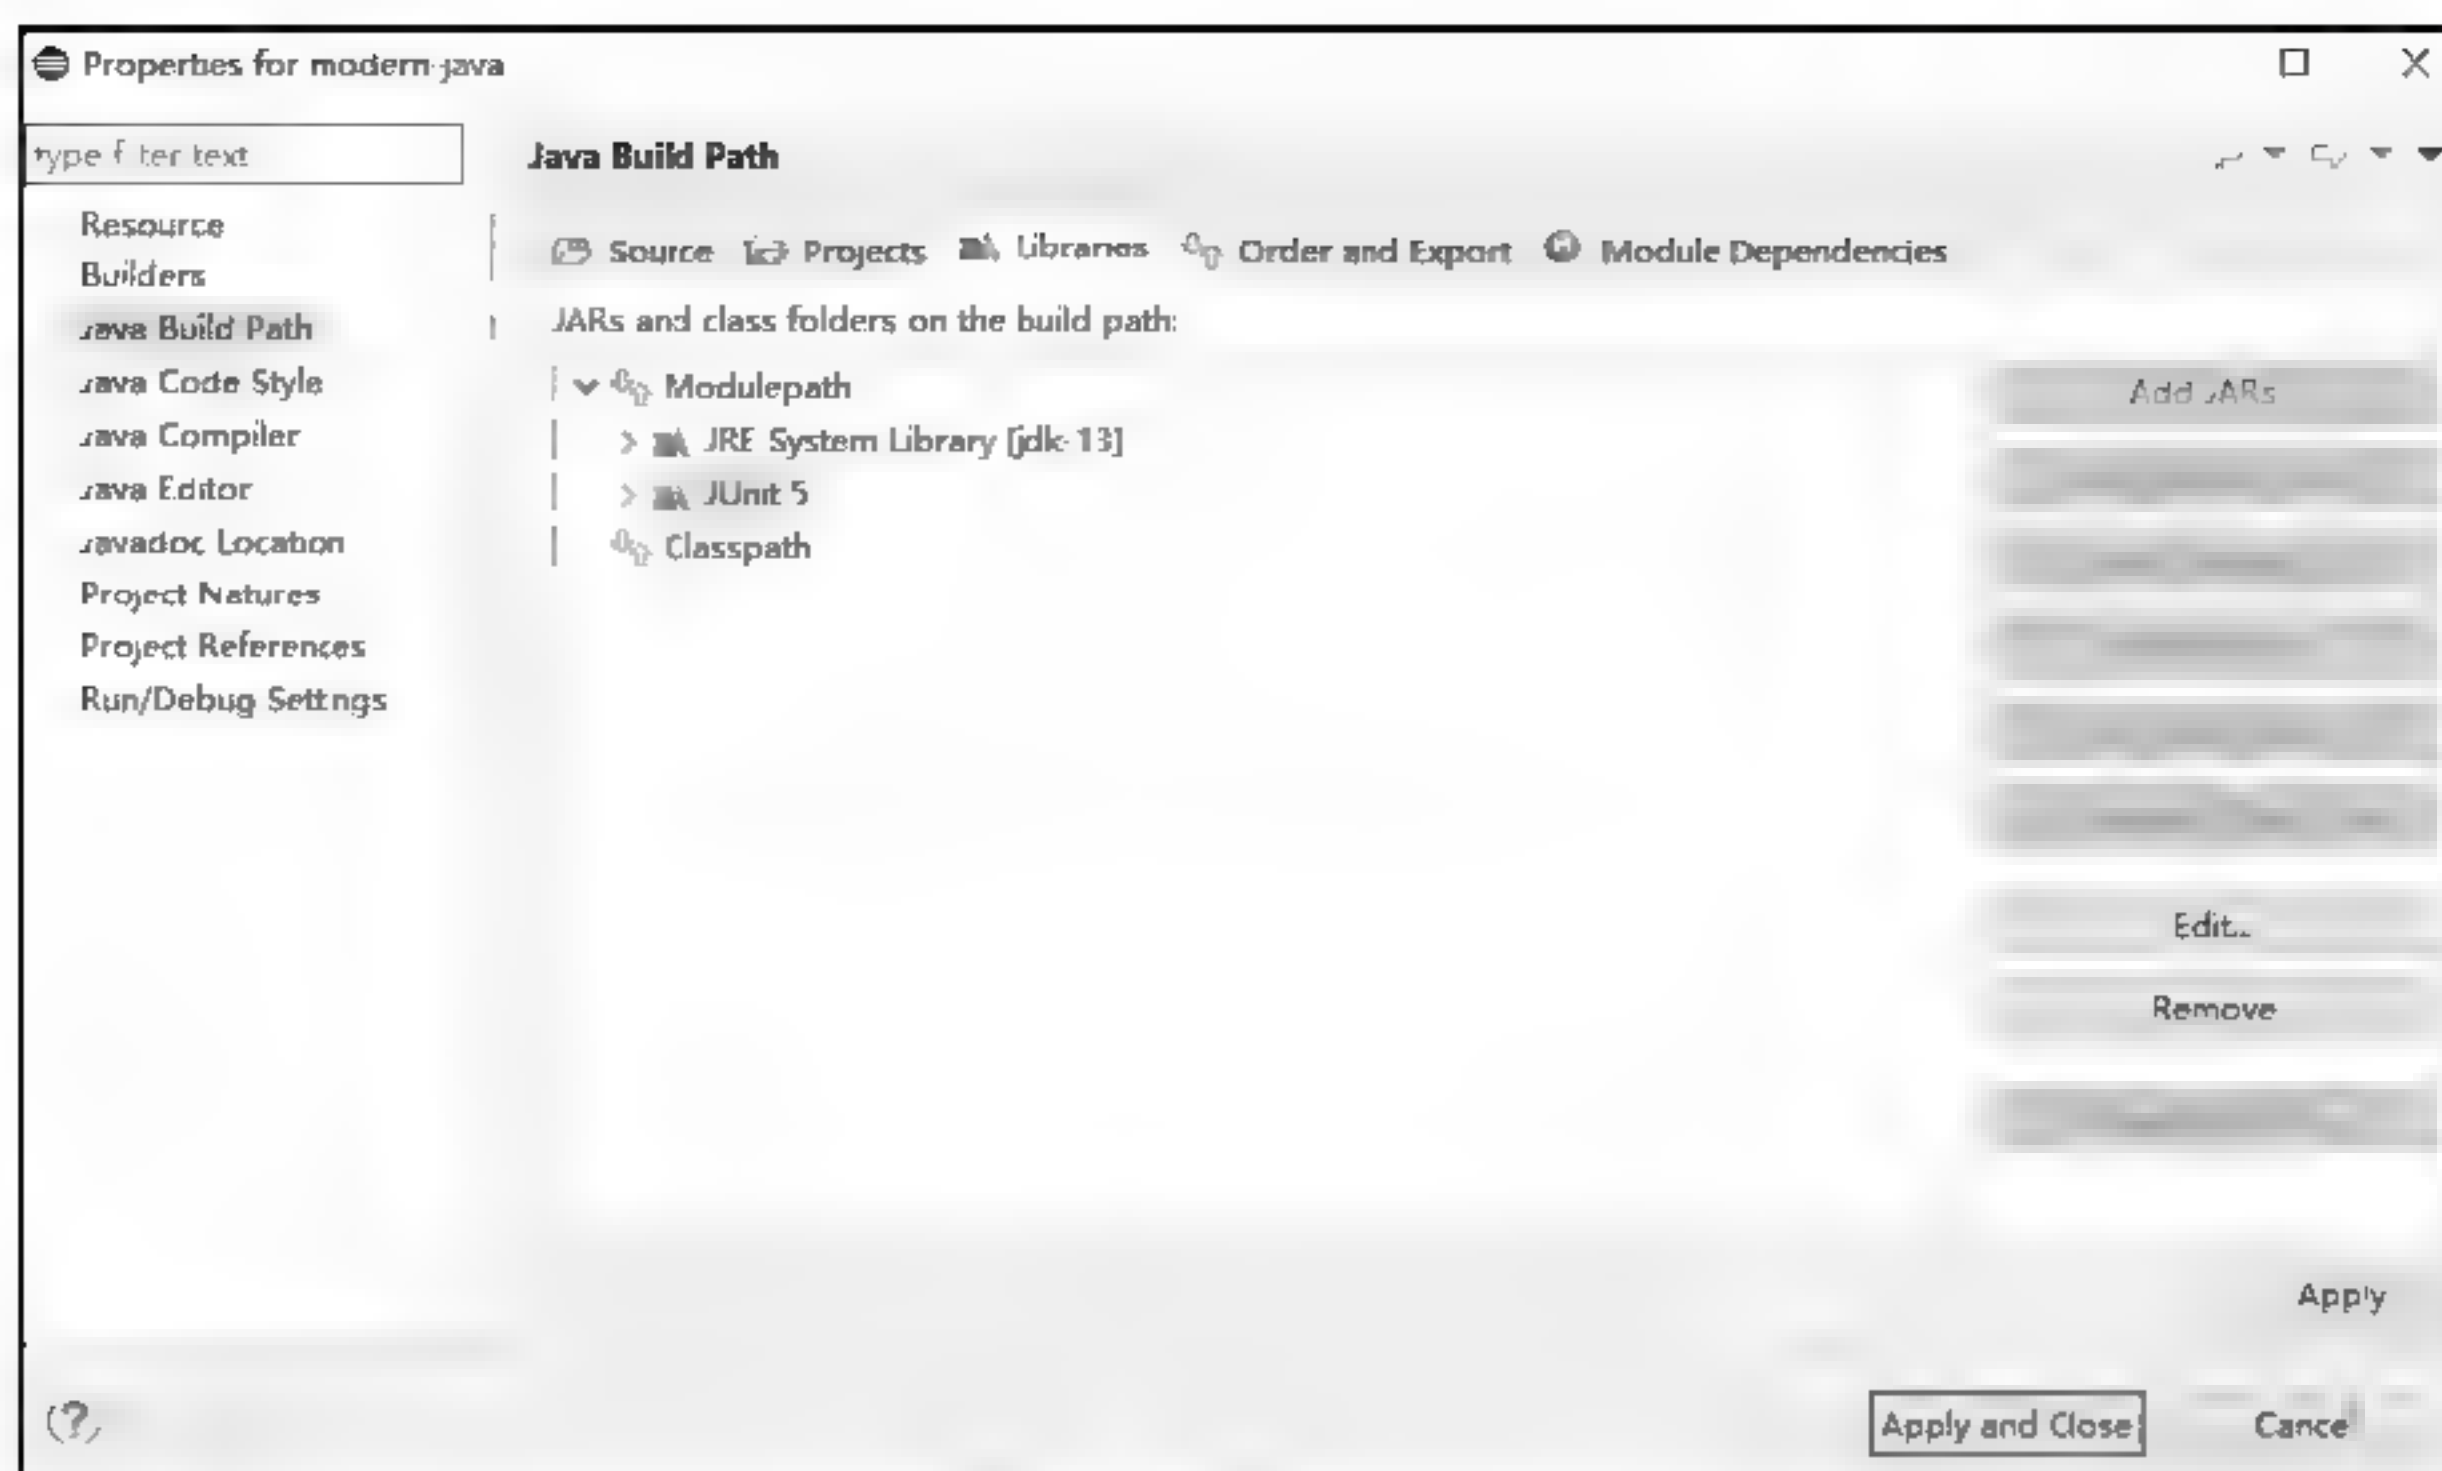 Properties for modern-java
type filter text
Java Build Path
Resource
Builders
Java Build Path
Java Code Style
Java Compiler
Java Editor
Javadoc Location
Project Natures
Project References
Run/Debug Settings
Source Projects Libraries Order and Export Module Dependencies
JARs and class folders on the build path:
Modulepath
JRE System Library [jdk-13]
JUnit 5
Classpath
Add JARs
Edit...
Remove
Apply
Apply and Close
Cancel